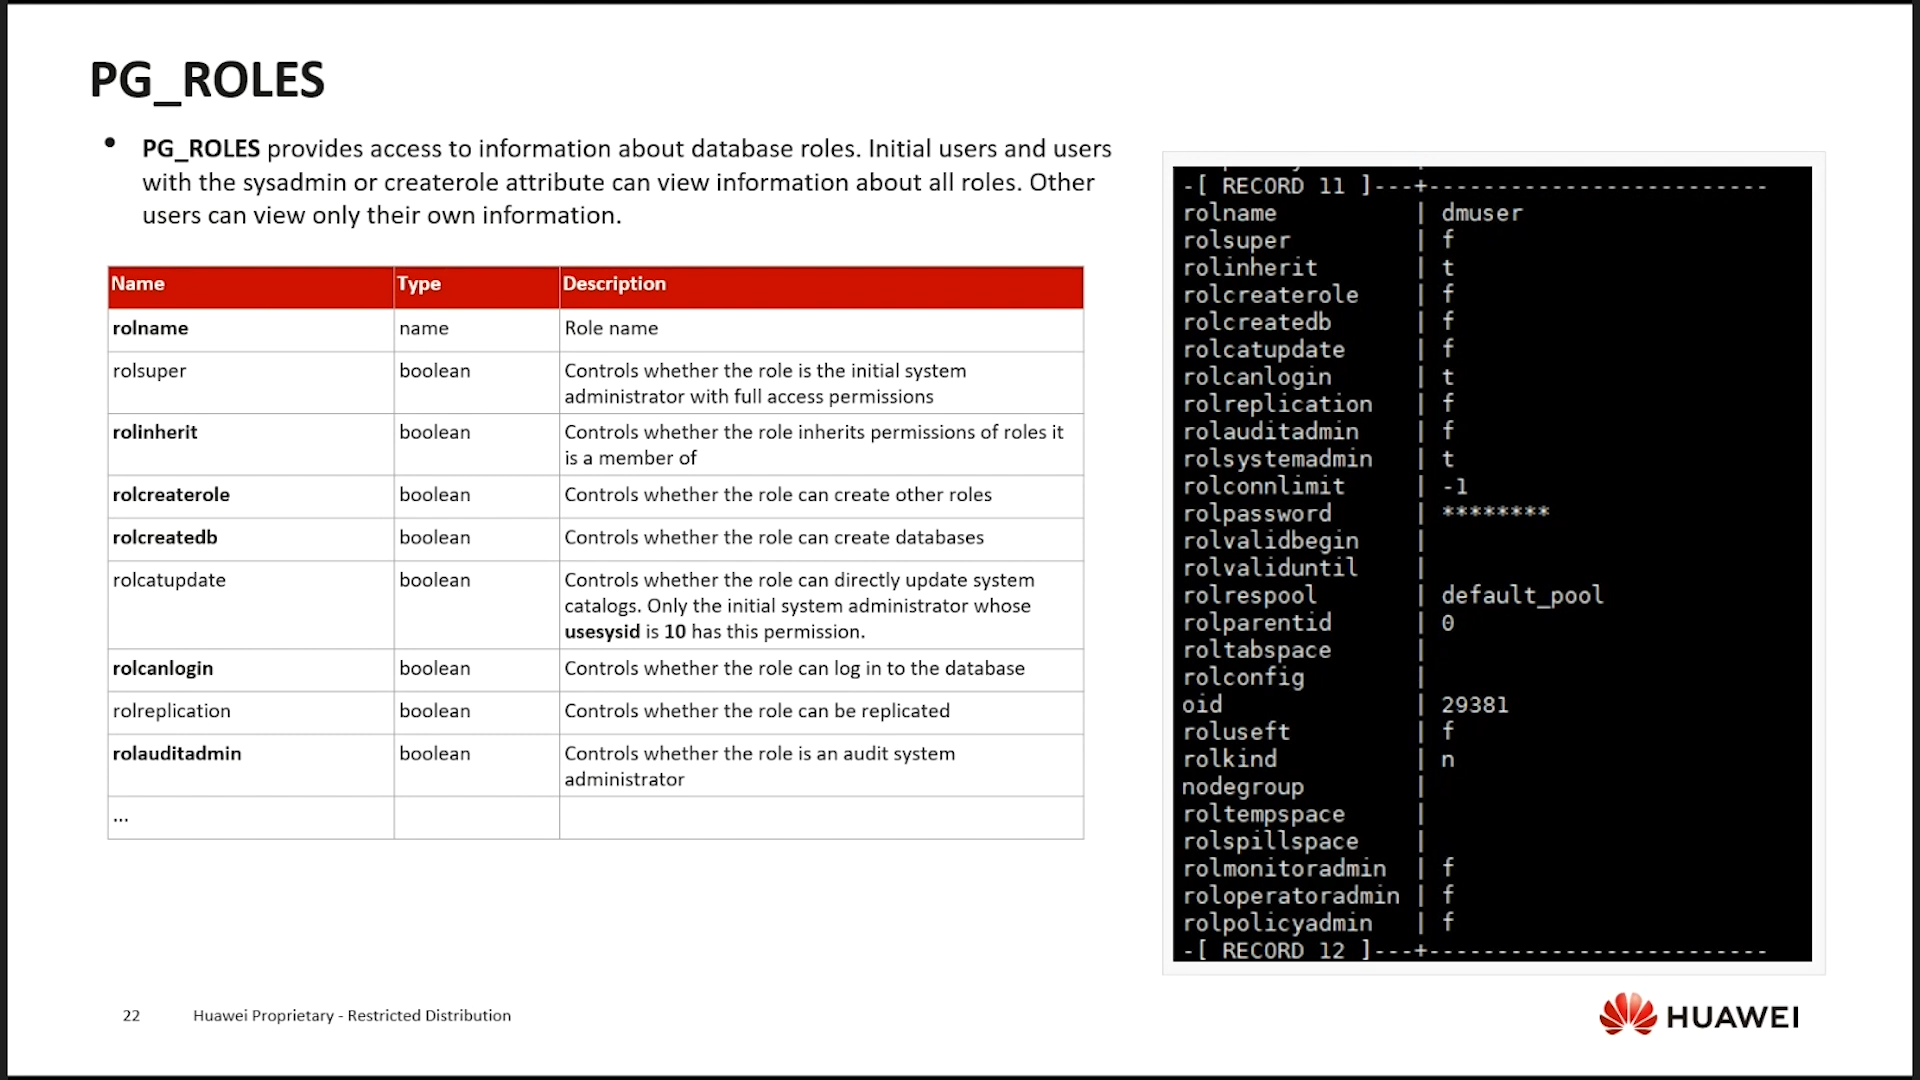 PG_ROLES
• PG_ROLES provides access to information about database roles. Initial users and users
with the sysadmin or createrole attribute can view information about all roles. Other
users can view only their own information.
Name Type Description
rolname name Role name
rolsuper boolean Controls whether the role is the initial system
administrator with full access permissions
rolinherit boolean Controls whether the role inherits permissions of roles it
is a member of
rolcreaterole boolean Controls whether the role can create other roles
rolcreatedb boolean Controls whether the role can create databases
rolcatupdate boolean Controls whether the role can directly update system
catalogs. Only the initial system administrator whose
usesysid is 10 has this permission.
rolcanlogin boolean Controls whether the role can log in to the database
rolreplication boolean Controls whether the role can be replicated
rolauditadmin boolean Controls whether the role is an audit system
administrator
...
-[ RECORD 11 ]---+-------------------------
rolname | dmuser
rolsuper | f
rolinherit | t
rolcreaterole | f
rolcreatedb | f
rolcatupdate | f
rolcanlogin | t
rolreplication | f
rolauditadmin | f
rolsystemadmin | t
rolconnlimit | -1
rolpassword | ********
rolvalidbegin |
rolvaliduntil |
rolrespool | default_pool
rolparentid | 0
roltabspace |
rolconfig |
oid | 29381
roluseft | f
rolkind | n
nodegroup |
roltempspace |
rolspillspace |
rolmonitoradmin | f
roloperatoradmin | f
rolpolicyadmin | f
-[ RECORD 12 ]---+-------------------------
22 Huawei Proprietary - Restricted Distribution
HUAWEI